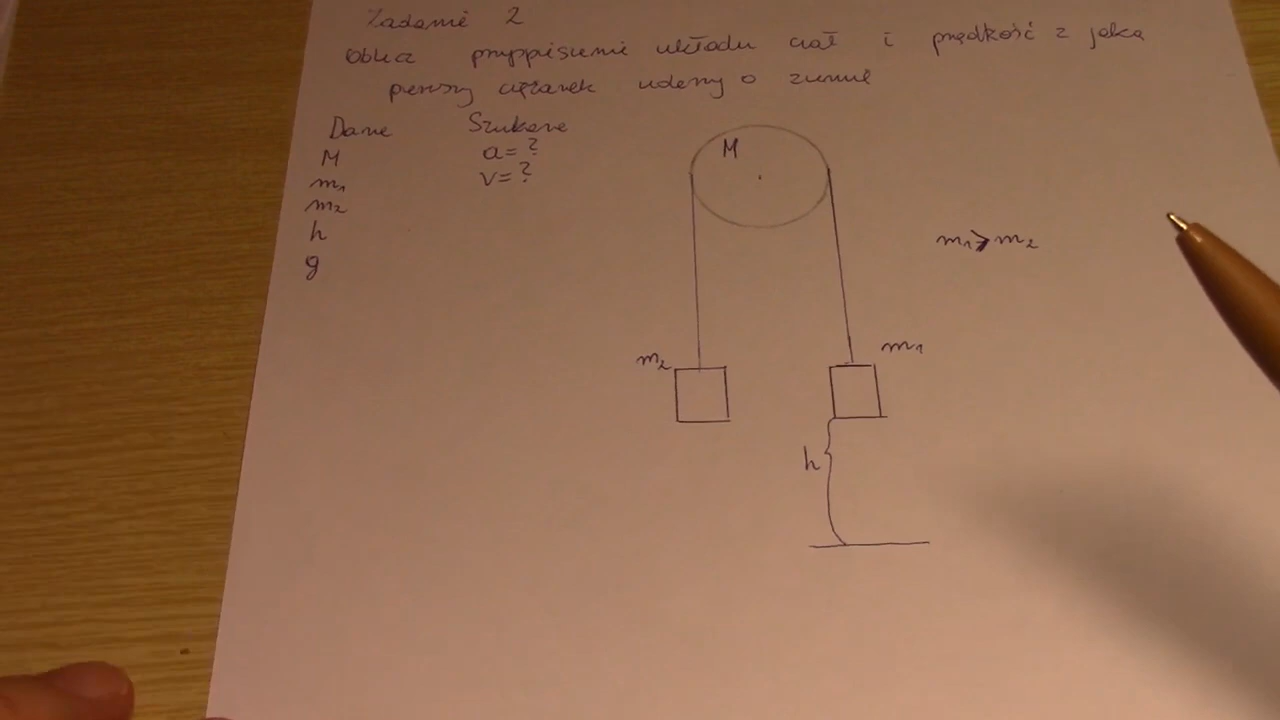 Zadanie 2
Oblicz przyspieszenie układu ciał i prędkość z jaką
pierwszy ciężarek uderzy o ziemię
Dane Szukane
M a=?
m₁ v=?
m₂
h
g
M
m₁>m₂
m₂ m₁
h